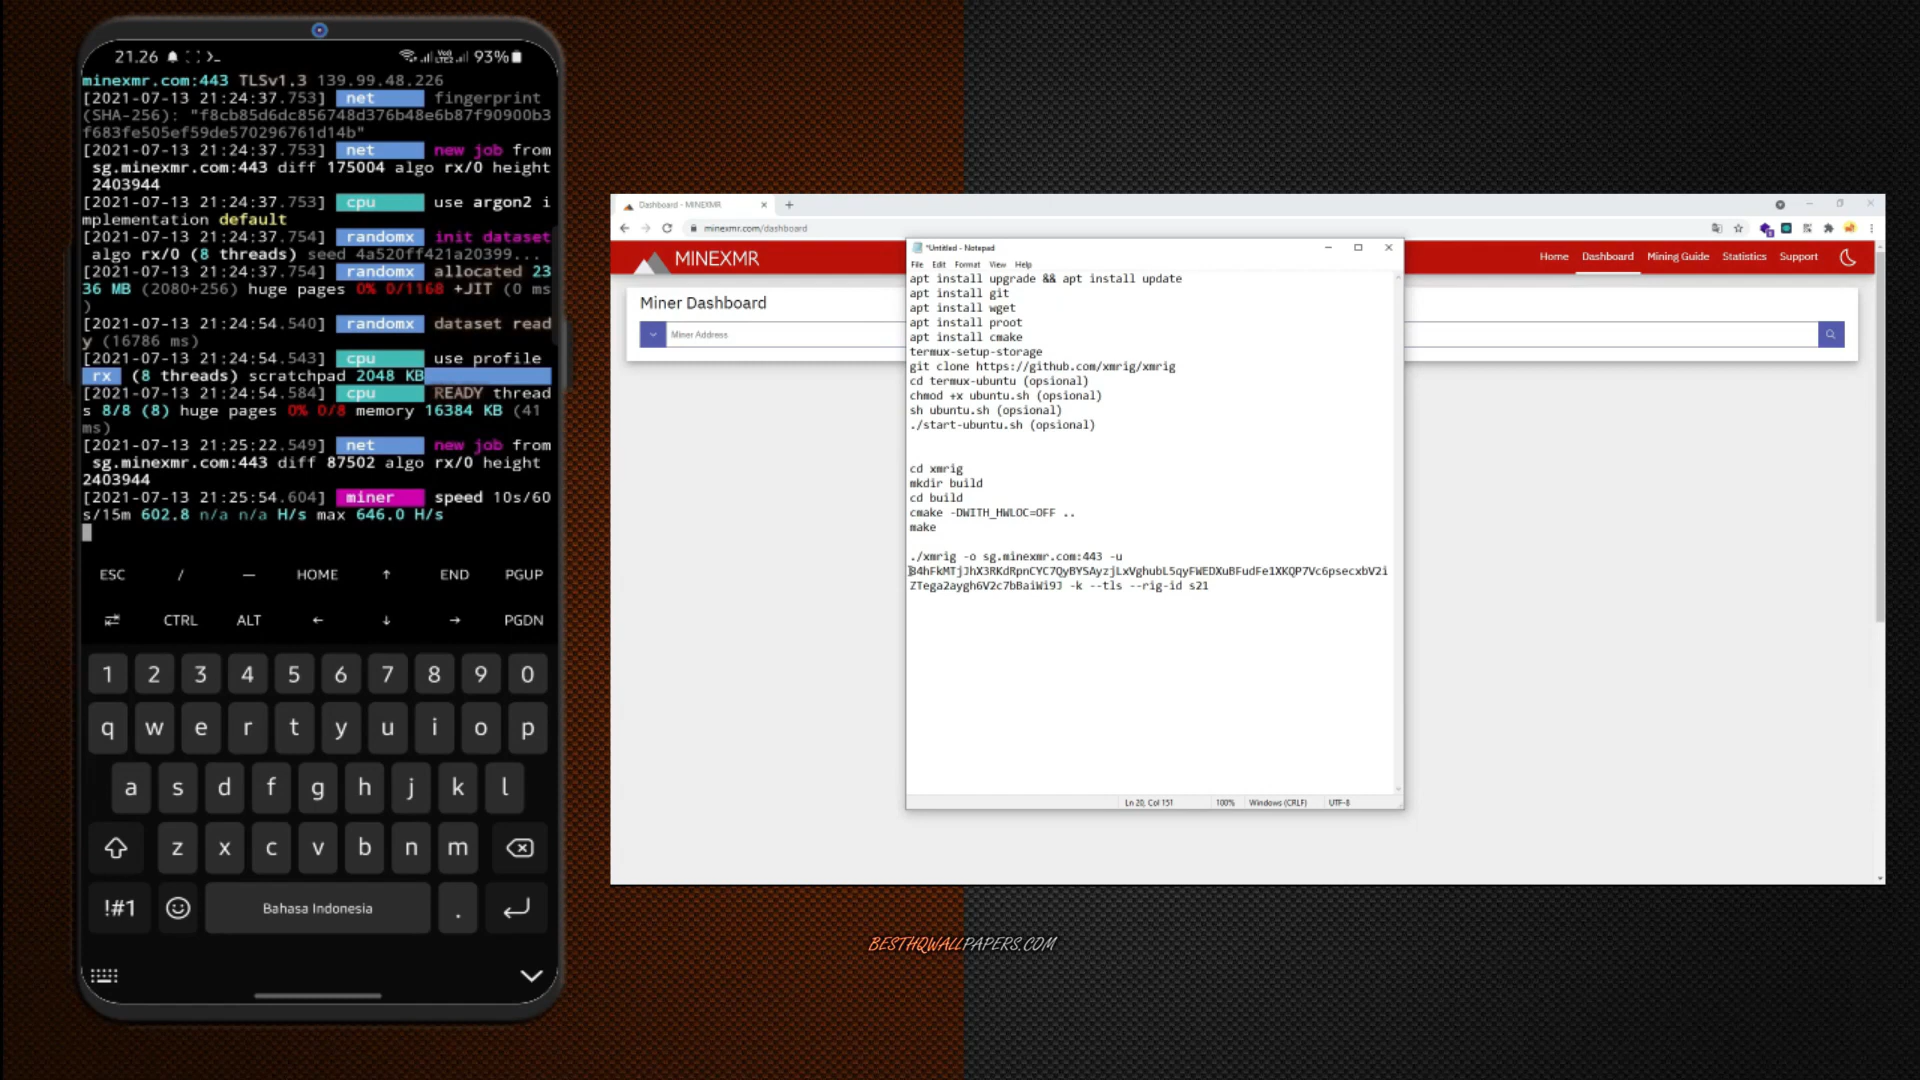 21.26 93%
minexmr.com:443 TLSv1.3 139.99.48.226
[2021-07-13 21:24:37.753] net fingerprint
(SHA-256): "f8cb85d6dc856748d376b48e6b87f90900b3
f683fe505ef59de570296761d14b"
[2021-07-13 21:24:37.753] net new job from
sg.minexmr.com:443 diff 175004 algo rx/0 height
2403944
[2021-07-13 21:24:37.753] cpu use argon2 i
mplementation default
[2021-07-13 21:24:37.754] randomx init dataset
algo rx/0 (8 threads) seed 4a520ff421a20399...
[2021-07-13 21:24:37.754] randomx allocated 23
36 MB (2080+256) huge pages 0% 0/1168 +JIT (0 ms
)
[2021-07-13 21:24:54.540] randomx dataset read
y (16786 ms)
[2021-07-13 21:24:54.543] cpu use profile
rx (8 threads) scratchpad 2048 KB
[2021-07-13 21:24:54.584] cpu READY thread
s 8/8 (8) huge pages 0% 0/8 memory 16384 KB (41
ms)
[2021-07-13 21:25:22.549] net new job from
sg.minexmr.com:443 diff 87502 algo rx/0 height
2403944
[2021-07-13 21:25:54.604] miner speed 10s/60
s/15m 602.8 n/a n/a H/s max 646.0 H/s
ESC / — HOME ↑ END PGUP
⇄ CTRL ALT ← ↓ → PGDN
1 2 3 4 5 6 7 8 9 0
q w e r t y u i o p
a s d f g h j k l
z x c v b n m
!#1 Bahasa Indonesia .
Dashboard - MINEXMR
minexmr.com/dashboard
MINEXMR
Home Dashboard Mining Guide Statistics Support
Miner Dashboard
Miner Address
*Untitled - Notepad
File Edit Format View Help
apt install upgrade && apt install update
apt install git
apt install wget
apt install proot
apt install cmake
termux-setup-storage
git clone https://github.com/xmrig/xmrig
cd termux-ubuntu (opsional)
chmod +x ubuntu.sh (opsional)
sh ubuntu.sh (opsional)
./start-ubuntu.sh (opsional)
cd xmrig
mkdir build
cd build
cmake -DWITH_HWLOC=OFF ..
make
./xmrig -o sg.minexmr.com:443 -u
84hFkMTjJhX3RKdRpnCYC7QyBYSAyzjLxVghubL5qyFWEDXuBFudFe1XKQP7Vc6psecxbV2i
ZTega2aygh6V2c7bBaiWi9J -k --tls --rig-id s21
Ln 20, Col 151 100% Windows (CRLF) UTF-8
BESTHQWALLPAPERS.COM